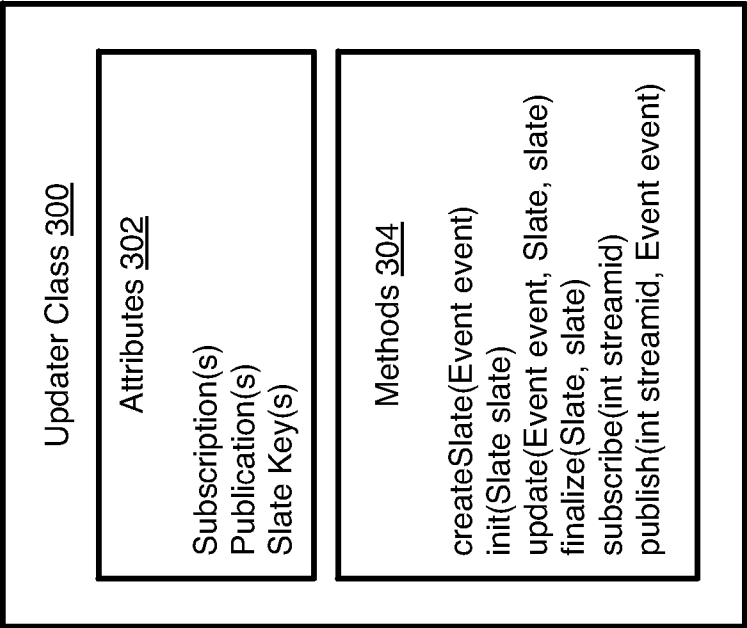 Updater Class 300
Attributes 302
Subscription(s)
Publication(s)
Slate Key(s)
Methods 304
createSlate(Event event)
init(Slate slate)
update(Event event, Slate, slate)
finalize(Slate, slate)
subscribe(int streamid)
publish(int streamid, Event event)